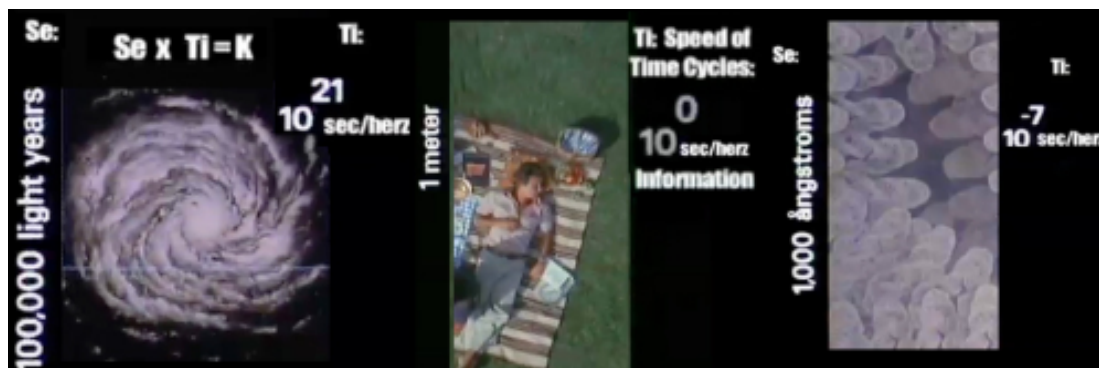 Se:
Se x Ti = K
Ti:
21
10 sec/herz
100,000 light years
1 meter
Ti: Speed of
Time Cycles:
0
10 sec/herz
Information
Se:
1,000 ångstroms
Ti:
-7
10 sec/herz